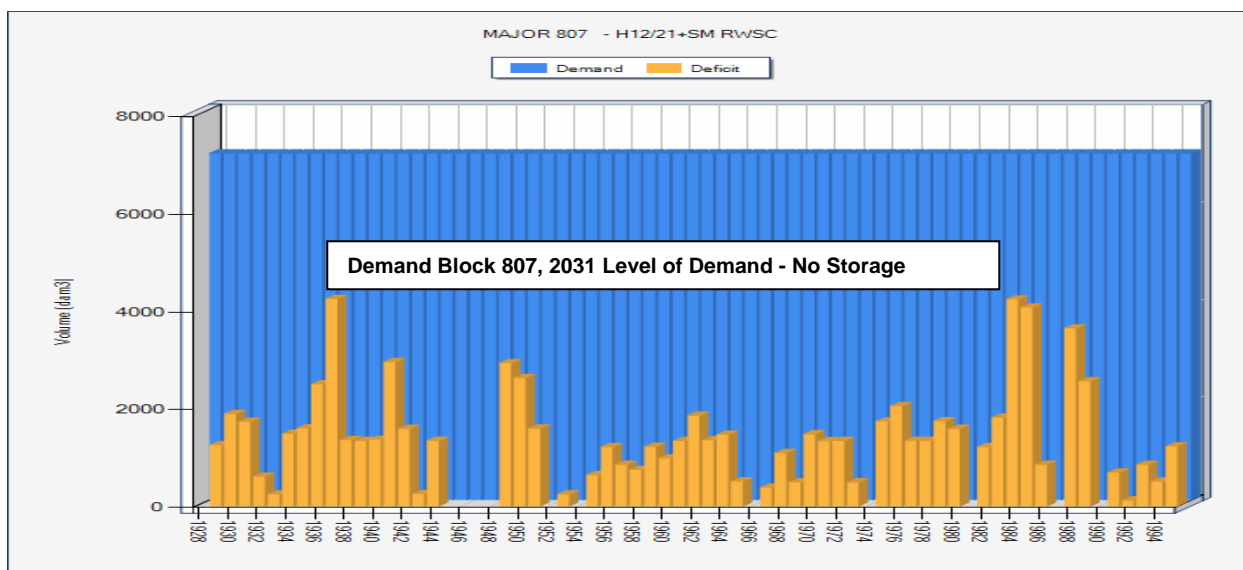 MAJOR 807 - H12/21+SM RWSC
Demand Deficit
8000
Demand Block 807, 2031 Level of Demand - No Storage
6000
4000
2000
0
Volume (dam3)
1928 1930 1932 1934 1936 1938 1940 1942 1944 1946 1948 1950 1952 1954 1956 1958 1960 1962 1964 1966 1968 1970 1972 1974 1976 1978 1980 1982 1984 1986 1988 1990 1992 1994